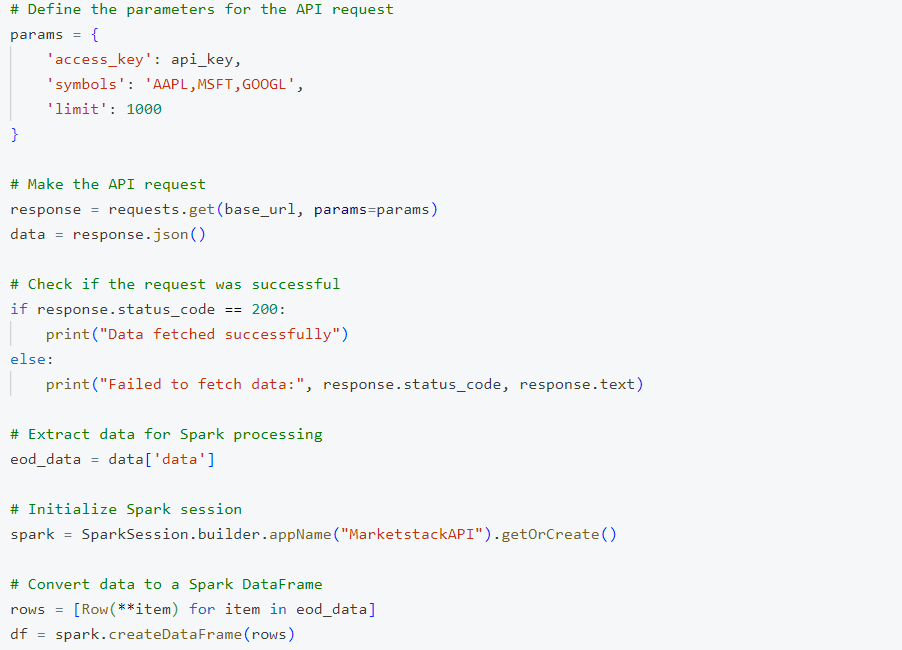 # Define the parameters for the API request
params = {
    'access_key': api_key,
    'symbols': 'AAPL,MSFT,GOOGL',
    'limit': 1000
}
# Make the API request
response = requests.get(base_url, params=params)
data = response.json()
# Check if the request was successful
if response.status_code == 200:
    print("Data fetched successfully")
else:
    print("Failed to fetch data:", response.status_code, response.text)
# Extract data for Spark processing
eod_data = data['data']
# Initialize Spark session
spark = SparkSession.builder.appName("MarketstackAPI").getOrCreate()
# Convert data to a Spark DataFrame
rows = [Row(**item) for item in eod_data]
df = spark.createDataFrame(rows)